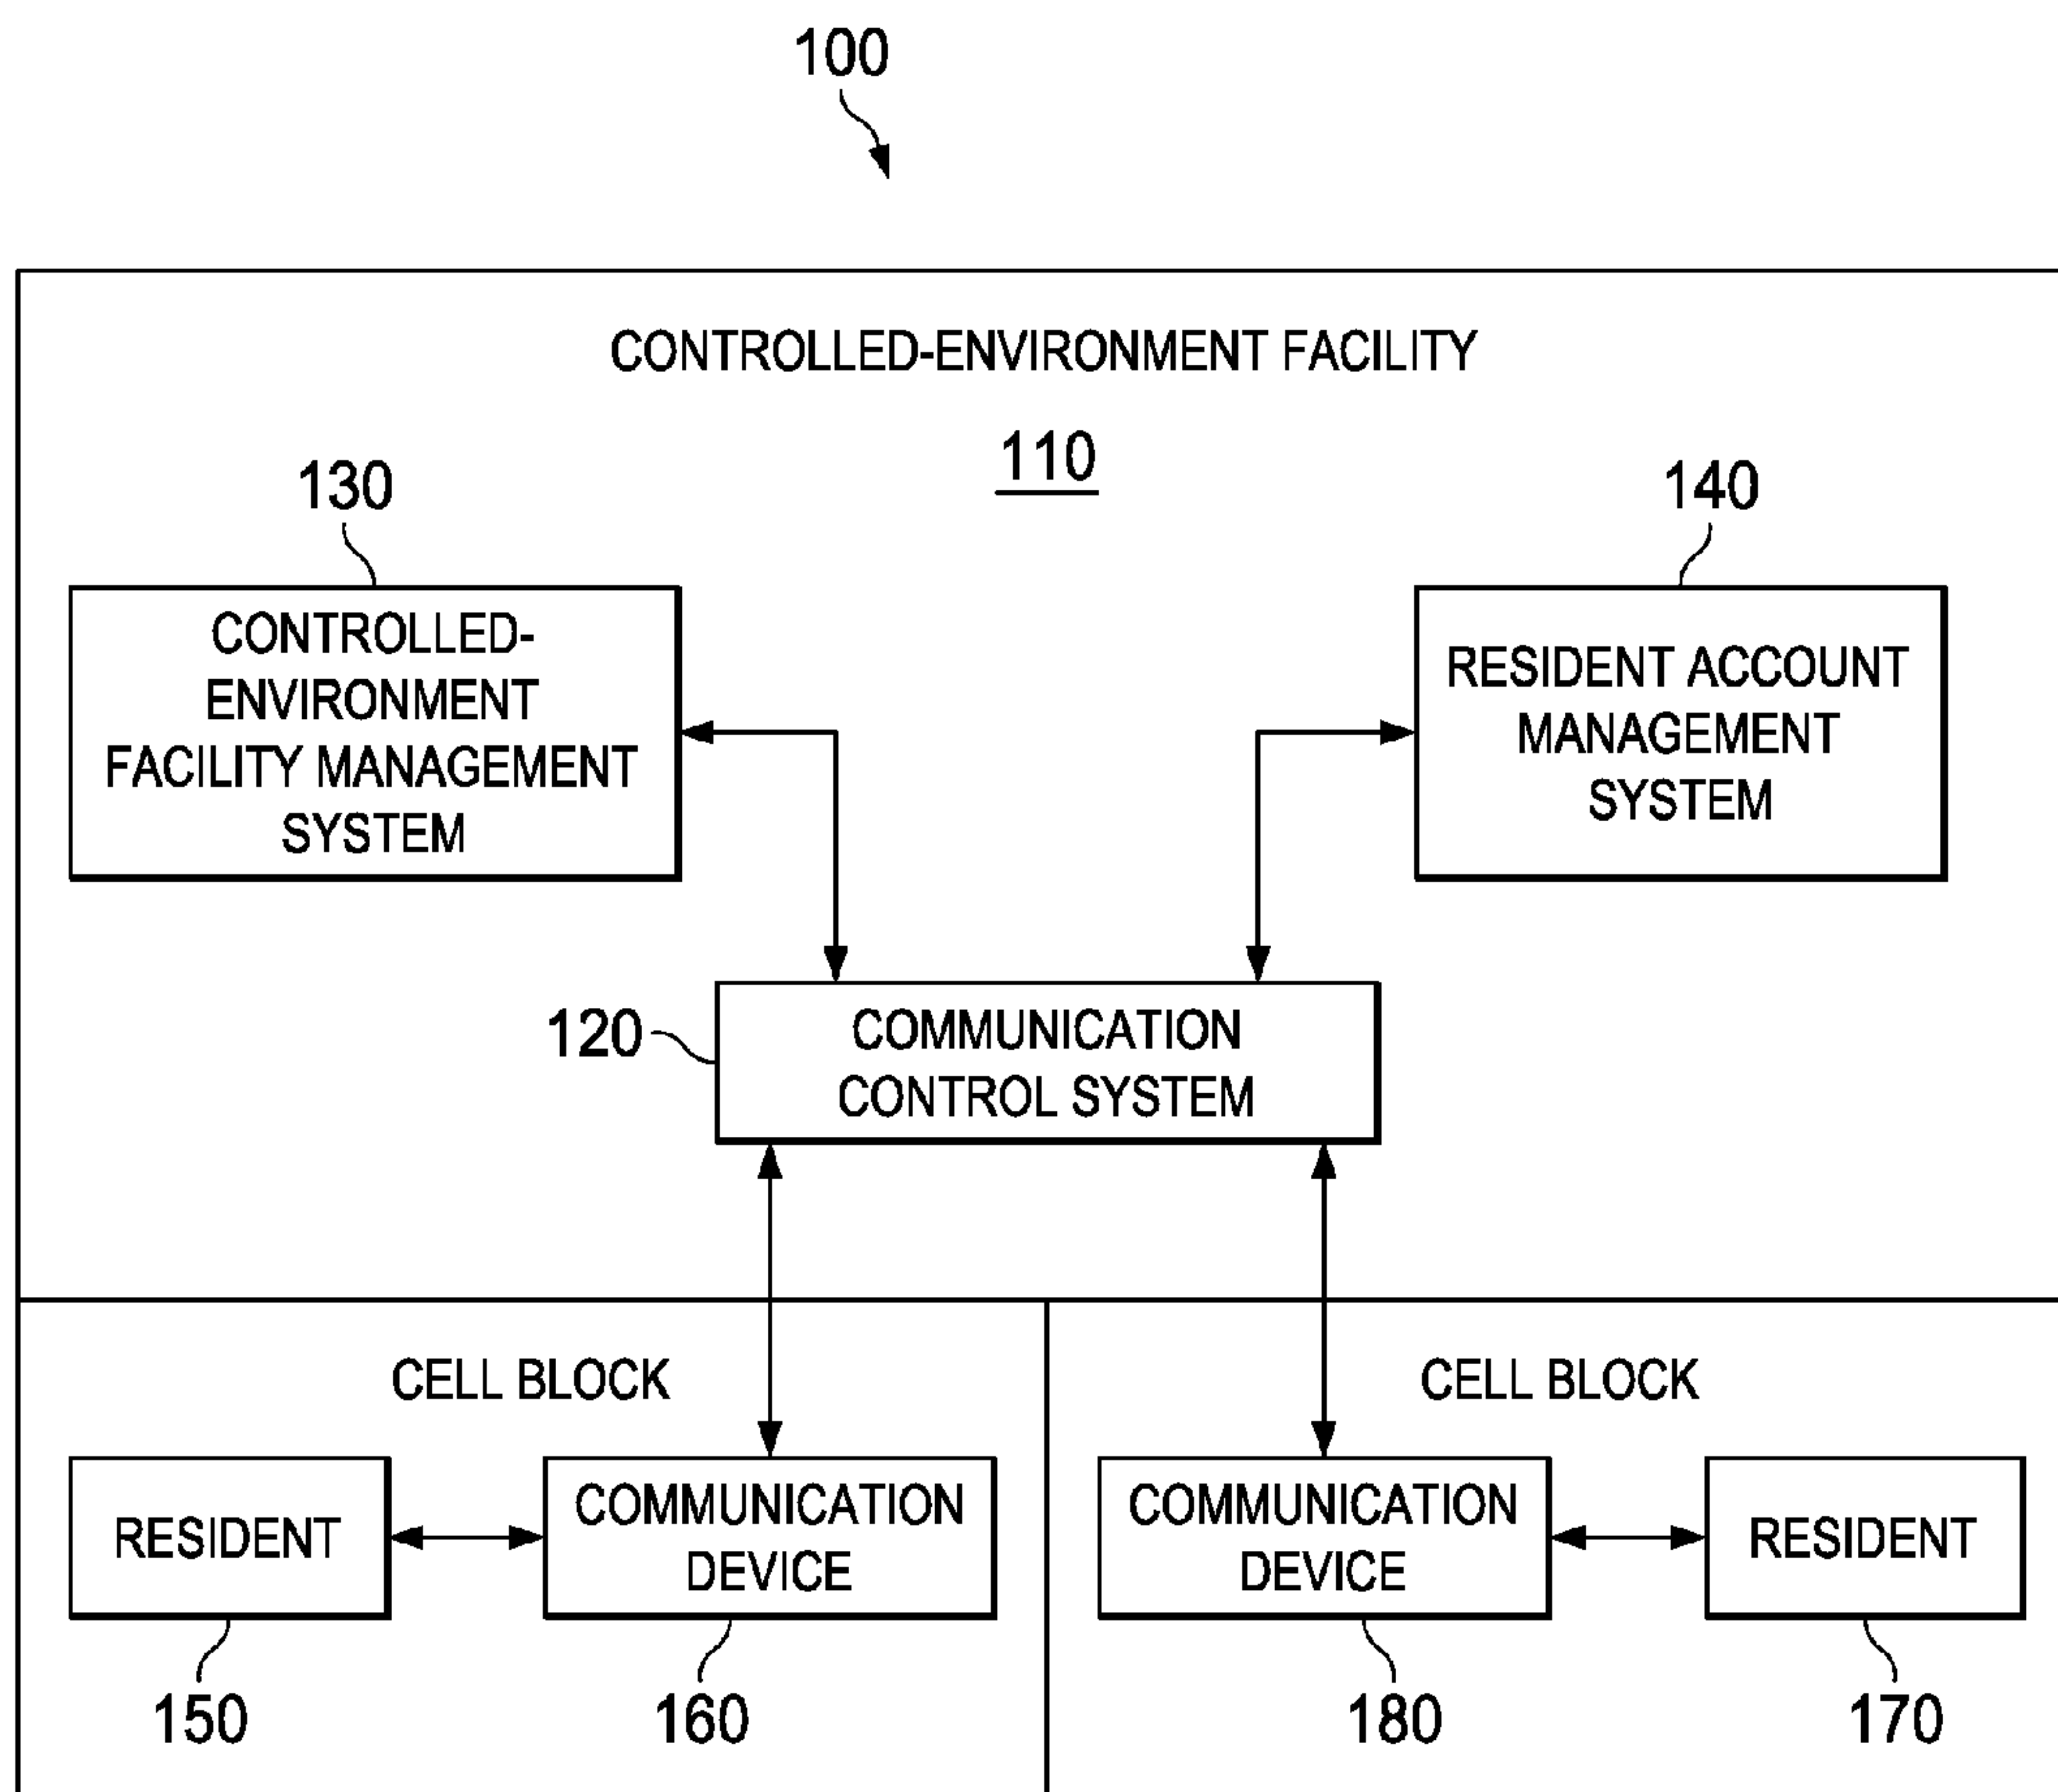 100
CONTROLLED-ENVIRONMENT FACILITY
110
130
140
CONTROLLED-
ENVIRONMENT
FACILITY MANAGEMENT
SYSTEM
RESIDENT ACCOUNT
MANAGEMENT
SYSTEM
120
COMMUNICATION
CONTROL SYSTEM
CELL BLOCK
CELL BLOCK
RESIDENT
COMMUNICATION
DEVICE
COMMUNICATION
DEVICE
RESIDENT
150
160
180
170